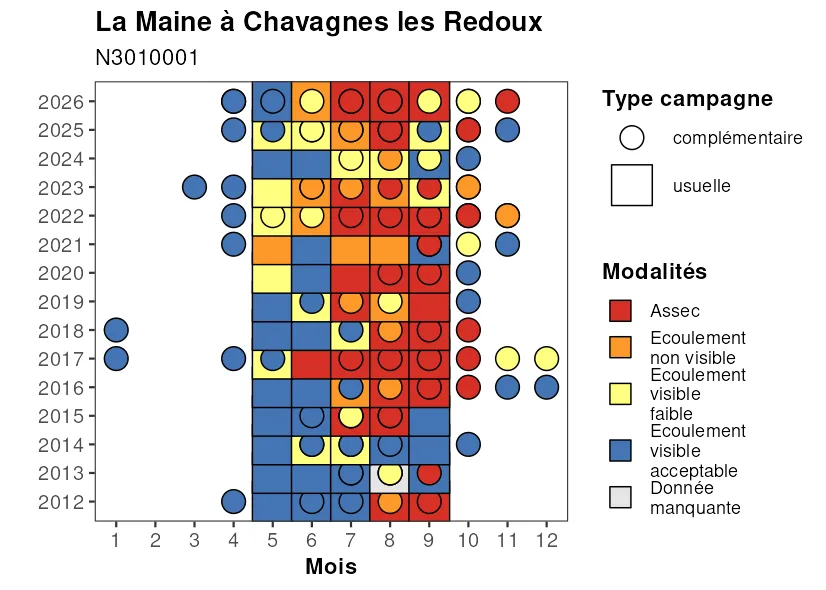 La Maine à Chavagnes les Redoux
N3010001
2026
2025
2024
2023
2022
2021
2020
2019
2018
2017
2016
2015
2014
2013
2012
1 2 3 4 5 6 7 8 9 10 11 12
Mois
Type campagne
complémentaire
usuelle
Modalités
Assec
Ecoulement
non visible
Ecoulement
visible
faible
Ecoulement
visible
acceptable
Donnée
manquante